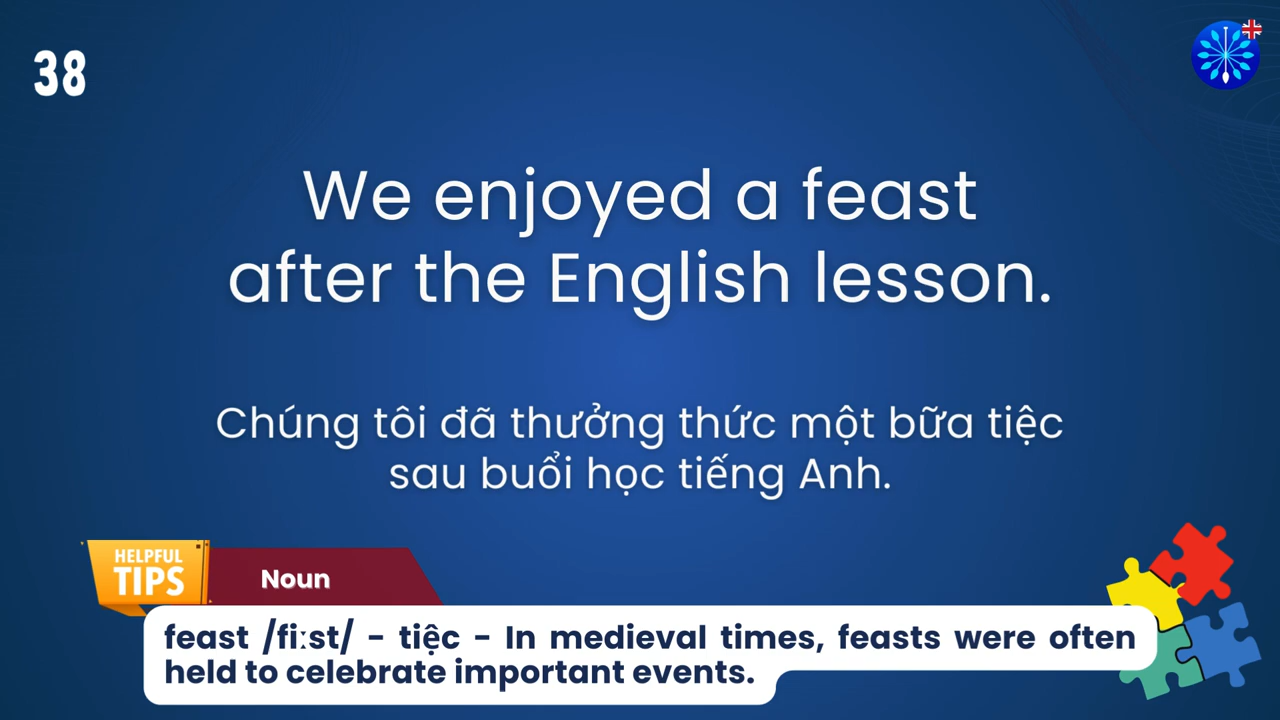 38
We enjoyed a feast
after the English lesson.
Chúng tôi đã thưởng thức một bữa tiệc
sau buổi học tiếng Anh.
HELPFUL
TIPS
Noun
feast /fiːst/ - tiệc - In medieval times, feasts were often
held to celebrate important events.